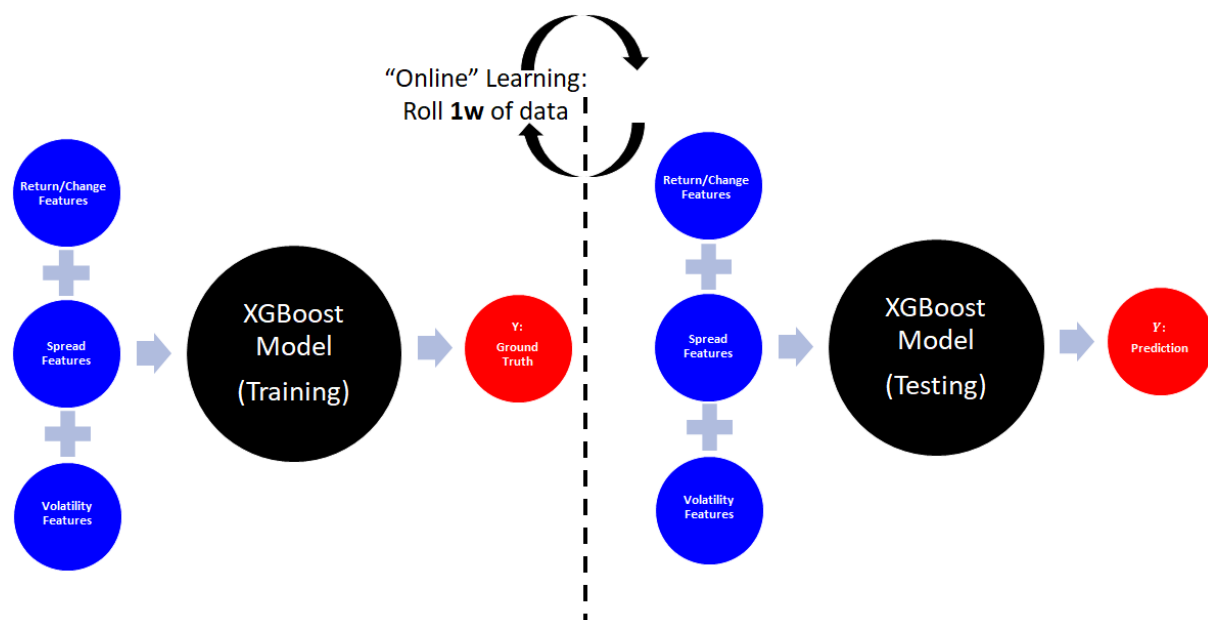 “Online” Learning:
Roll 1w of data
Return/Change
Features
Spread
Features
Volatility
Features
XGBoost
Model
(Training)
Y:
Ground
Truth
Return/Change
Features
Spread
Features
Volatility
Features
XGBoost
Model
(Testing)
Y:
Prediction